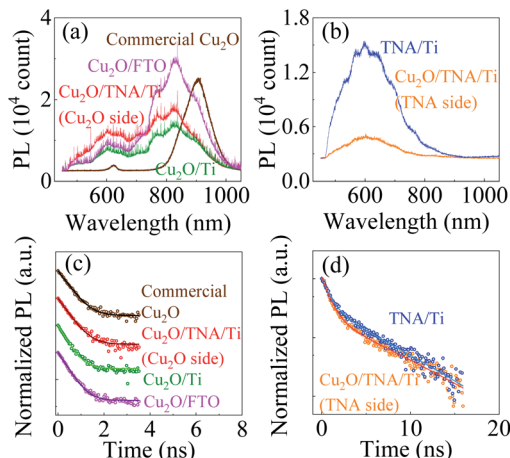 (a)
Commercial Cu₂O
Cu₂O/FTO
Cu₂O/TNA/Ti
(Cu₂O side)
Cu₂O/Ti
PL (10⁴ count)
4
2
0
600
800
1000
Wavelength (nm)
(b)
TNA/Ti
Cu₂O/TNA/Ti
(TNA side)
PL (10⁴ count)
1.8
1.2
0.6
600
800
1000
Wavelength (nm)
(c)
Commercial
Cu₂O
Cu₂O/TNA/Ti
(Cu₂O side)
Cu₂O/Ti
Cu₂O/FTO
Normalized PL (a.u.)
0
2
4
6
8
Time (ns)
(d)
TNA/Ti
Cu₂O/TNA/Ti
(TNA side)
Normalized PL (a.u.)
0
10
20
Time (ns)